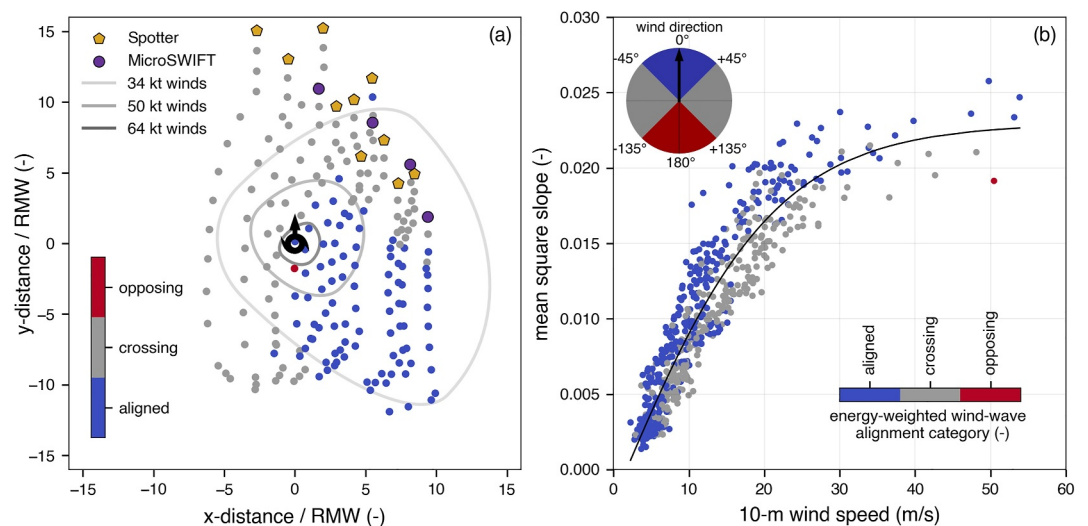 (a)
Spotter
MicroSWIFT
34 kt winds
50 kt winds
64 kt winds
opposing
crossing
aligned
15
10
5
0
−5
−10
−15
y-distance / RMW (-)
−15
−10
−5
0
5
10
15
x-distance / RMW (-)
(b)
wind direction
0°
-45°
+45°
-135°
+135°
180°
0.030
0.025
0.020
0.015
0.010
0.005
0.000
mean square slope (-)
aligned
crossing
opposing
energy-weighted wind-wave
alignment category (-)
0
10
20
30
40
50
60
10-m wind speed (m/s)